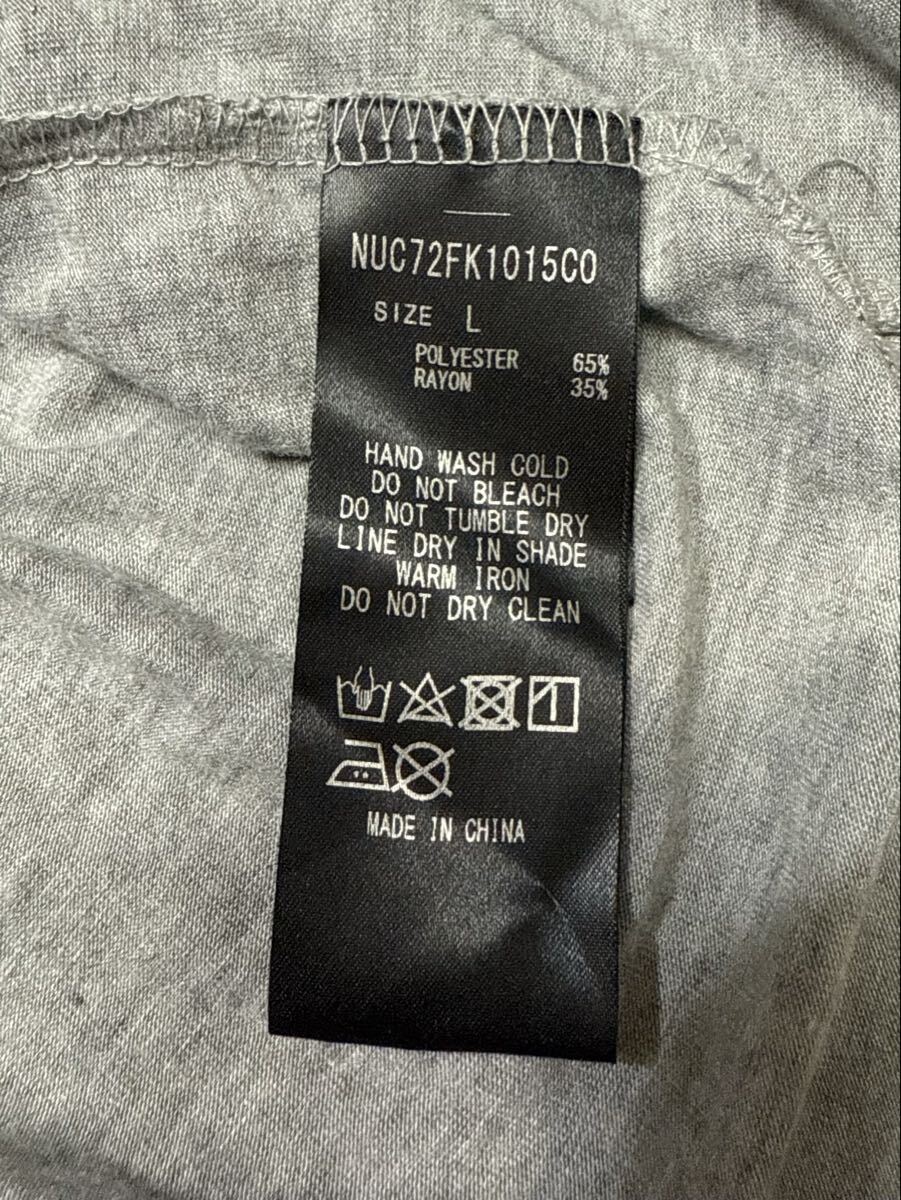 NUC72FK1015CO
SIZE L
POLYESTER 65%
RAYON 35%
HAND WASH COLD
DO NOT BLEACH
DO NOT TUMBLE DRY
LINE DRY IN SHADE
WARM IRON
DO NOT DRY CLEAN
MADE IN CHINA